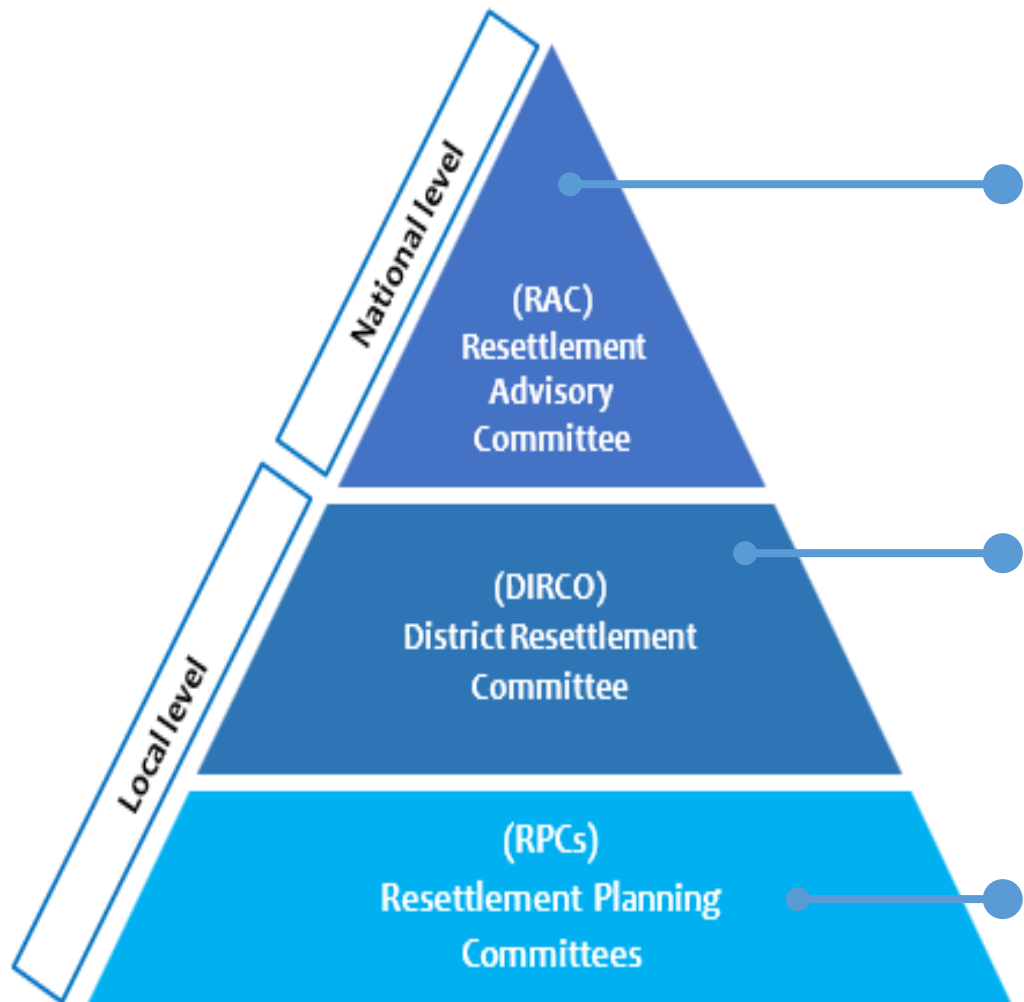 National level
(RAC)
Resettlement
Advisory
Committee
Local level
(DIRCO)
District Resettlement
Committee
(RPCs)
Resettlement Planning
Committees